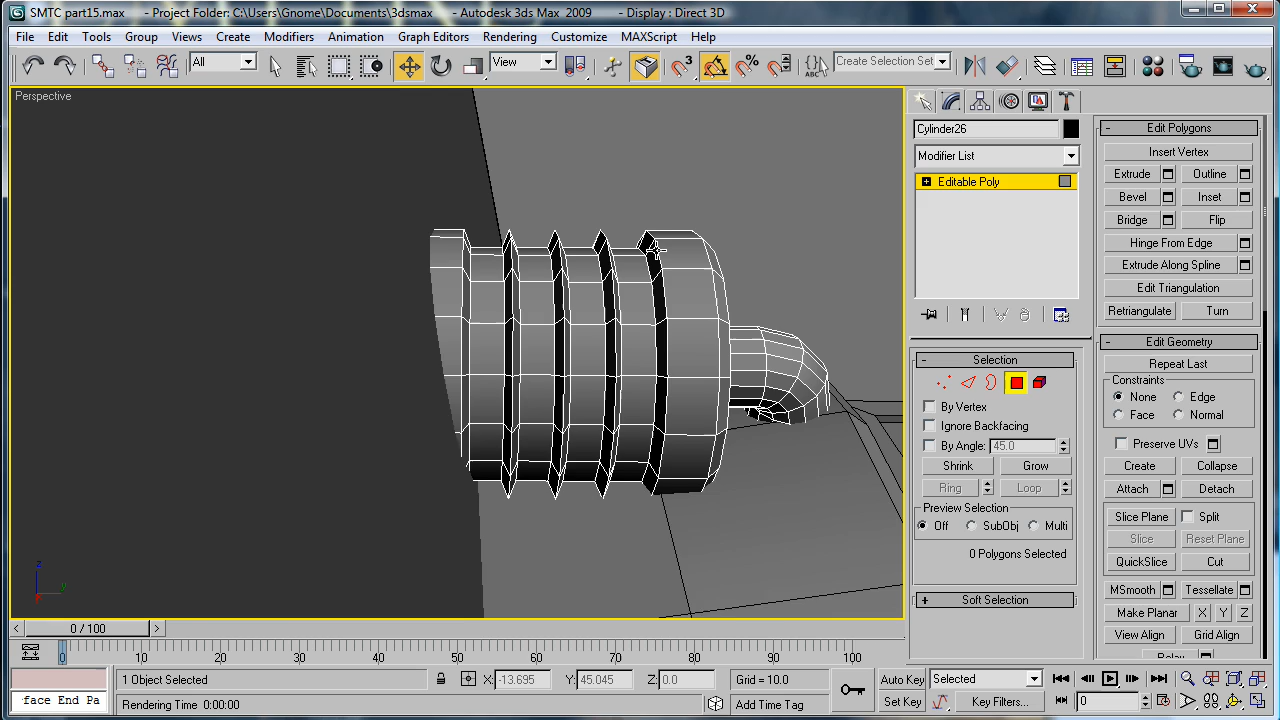 SMTC part15.max - Project Folder: C:\Users\Gnome\Documents\3dsmax - Autodesk 3ds Max 2009 - Display : Direct 3D
File Edit Tools Group Views Create Modifiers Animation Graph Editors Rendering Customize MAXScript Help
All View 3 % ABC Create Selection Set
Perspective
Cylinder26
Modifier List
Editable Poly
Selection
By Vertex
Ignore Backfacing
By Angle: 45.0
Shrink Grow
Ring Loop
Preview Selection
Off SubObj Multi
0 Polygons Selected
Soft Selection
Edit Polygons
Insert Vertex
Extrude Outline
Bevel Inset
Bridge Flip
Hinge From Edge
Extrude Along Spline
Edit Triangulation
Retriangulate Turn
Edit Geometry
Repeat Last
Constraints
None Edge
Face Normal
Preserve UVs
Create Collapse
Attach Detach
Slice Plane Split
Slice Reset Plane
QuickSlice Cut
MSmooth Tessellate
Make Planar X Y Z
View Align Grid Align
Relax
z
y
0 / 100
0 10 20 30 40 50 60 70 80 90 100
1 Object Selected X: -13.695 Y: 45.045 Z: 0.0 Grid = 10.0 Auto Key Selected
face End Pa Rendering Time 0:00:00 Add Time Tag Set Key Key Filters... 0